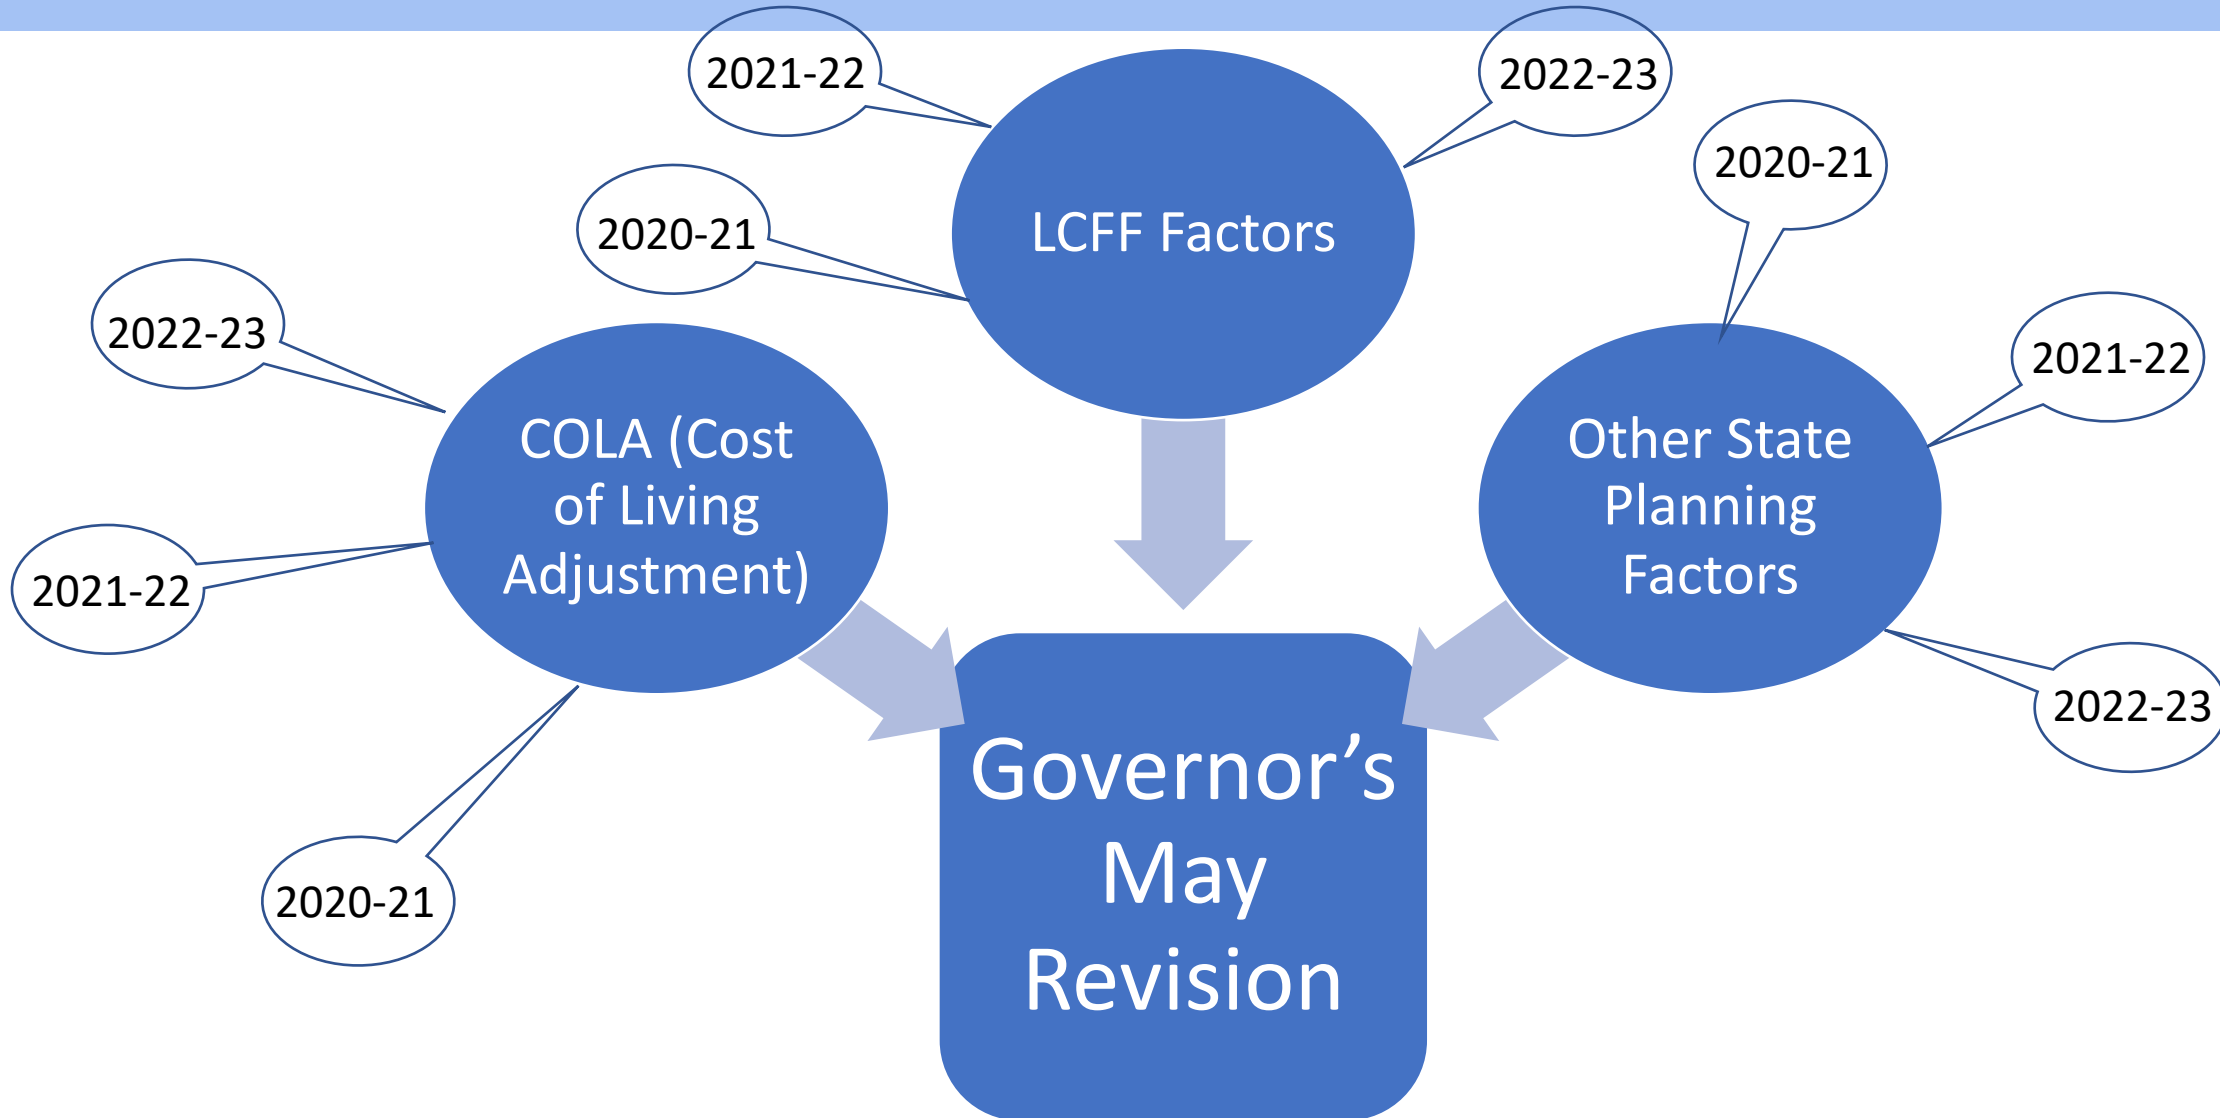 2021-22
2022-23
2020-21
2020-21
LCFF Factors
2022-23
2021-22
COLA (Cost
of Living
Adjustment)
Other State
Planning
Factors
2021-22
2022-23
2020-21
Governor’s
May
Revision